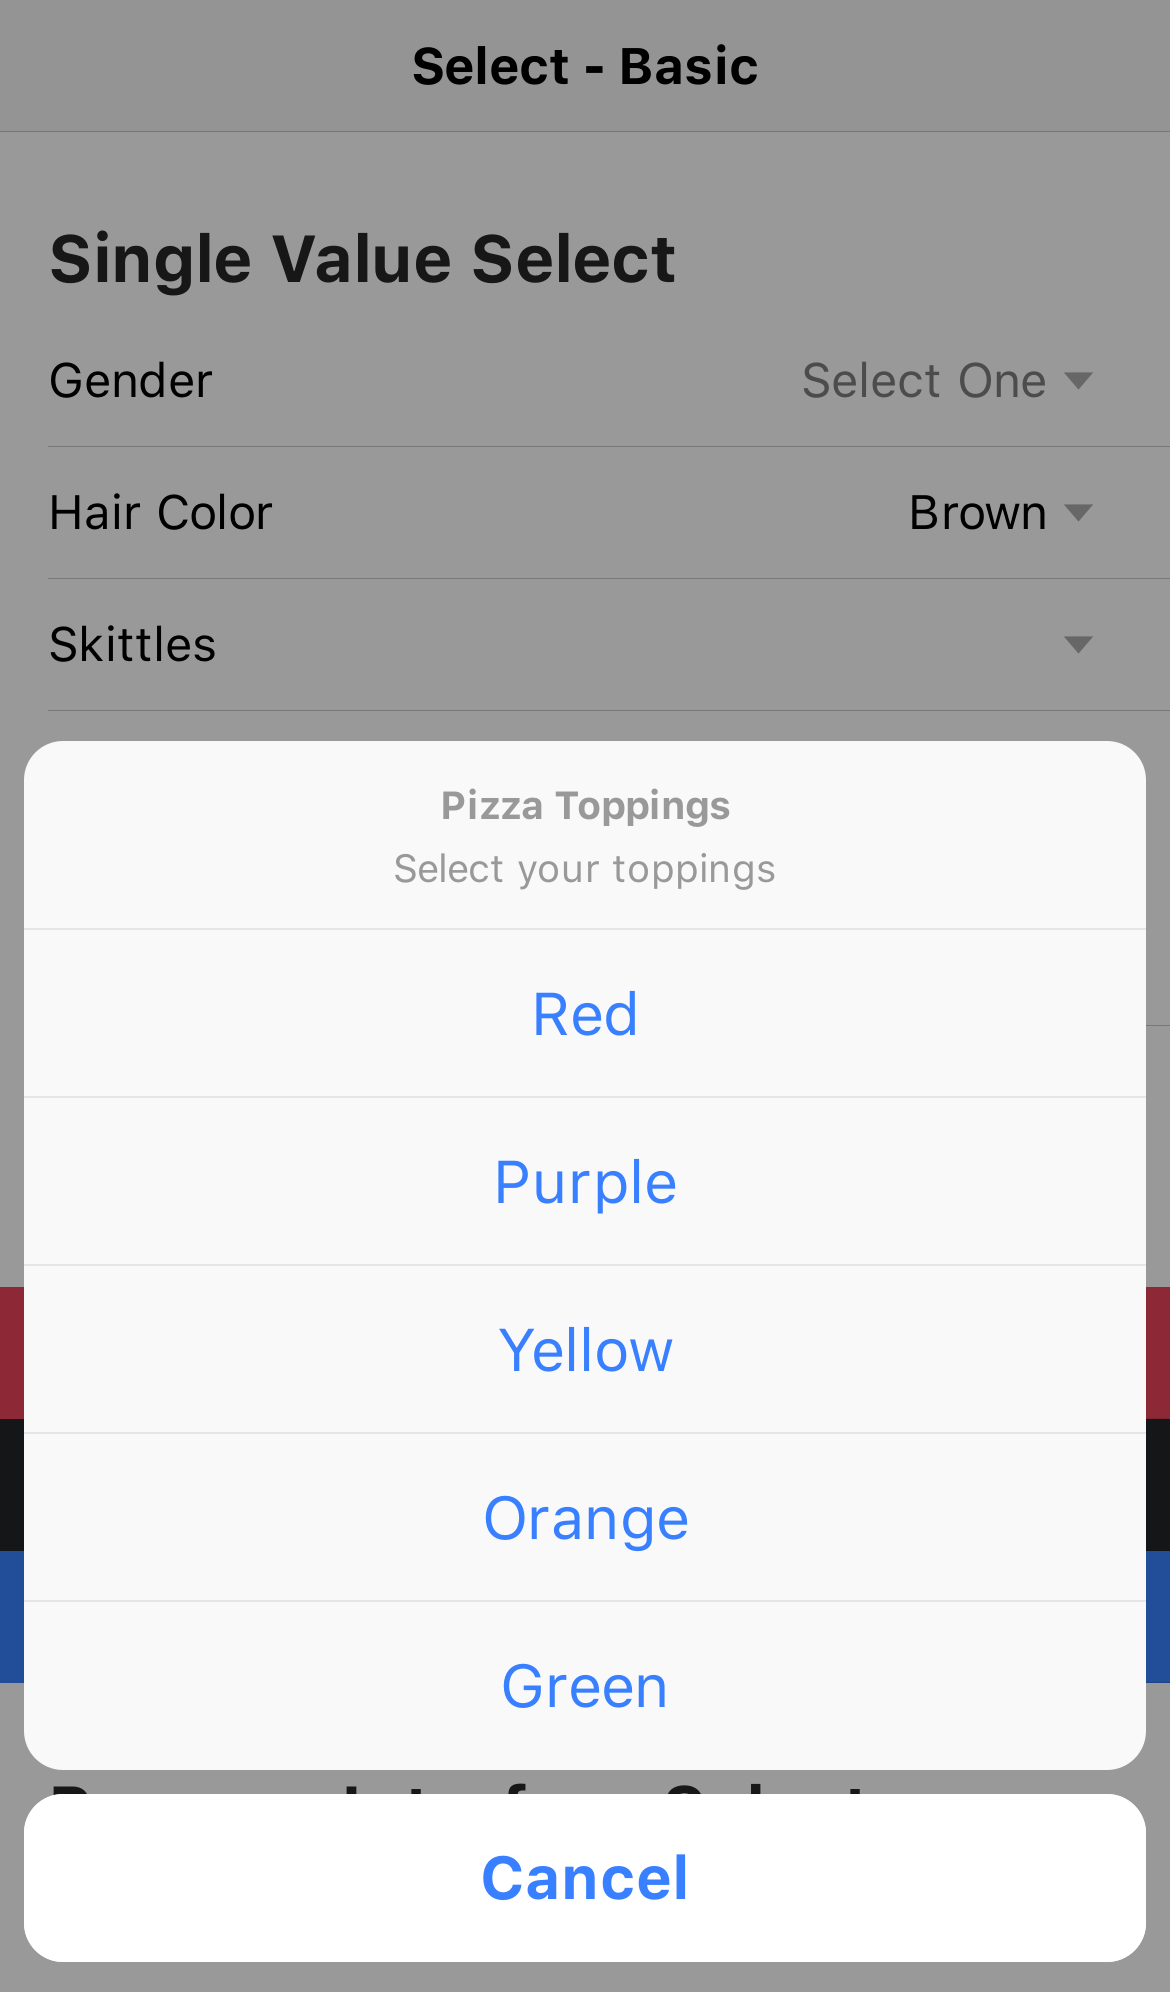 Select - Basic
Single Value Select
Gender Select One
Hair Color Brown
Skittles
Pizza Toppings
Select your toppings
Red
Purple
Yellow
Orange
Green
Cancel